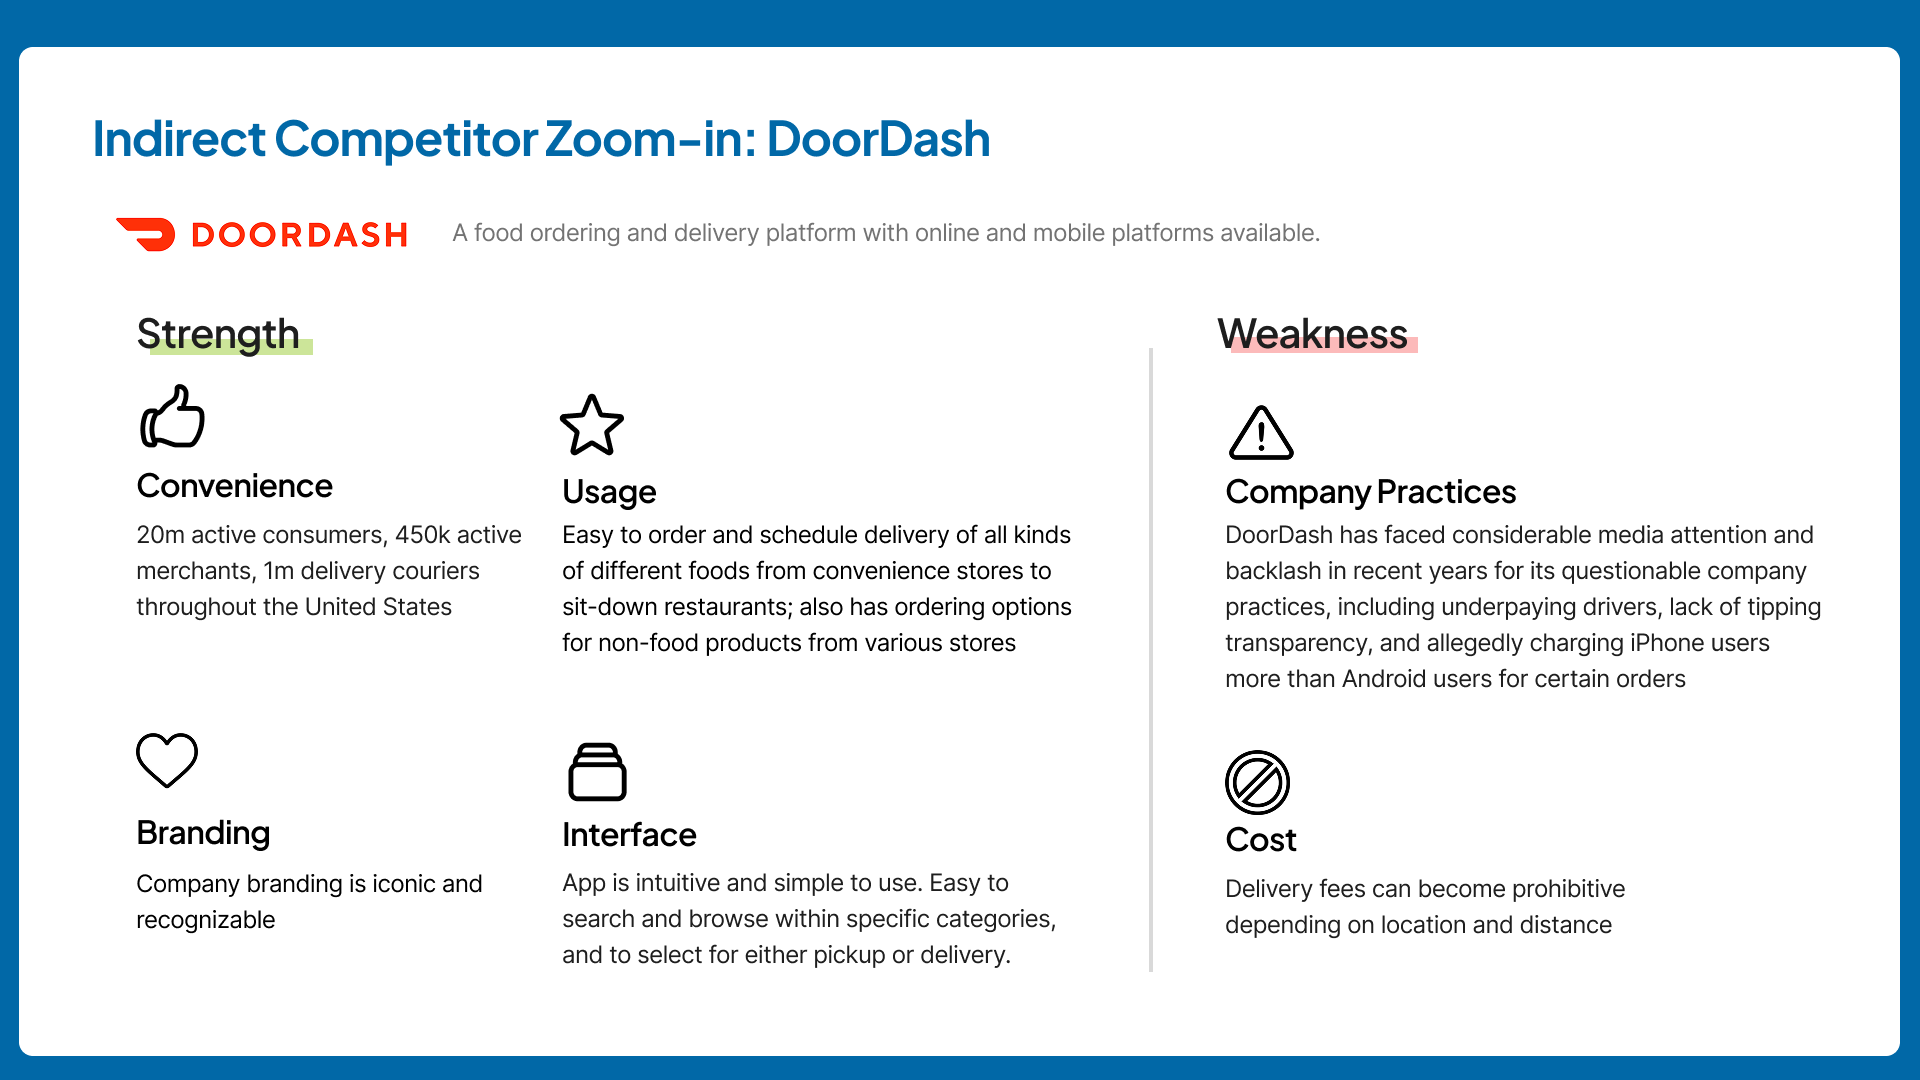 Indirect Competitor Zoom-in: DoorDash
DOORDASH
A food ordering and delivery platform with online and mobile platforms available.
Strength
Convenience
20m active consumers, 450k active
merchants, 1m delivery couriers
throughout the United States
Usage
Easy to order and schedule delivery of all kinds
of different foods from convenience stores to
sit-down restaurants; also has ordering options
for non-food products from various stores
Branding
Company branding is iconic and
recognizable
Interface
App is intuitive and simple to use. Easy to
search and browse within specific categories,
and to select for either pickup or delivery.
Weakness
Company Practices
DoorDash has faced considerable media attention and
backlash in recent years for its questionable company
practices, including underpaying drivers, lack of tipping
transparency, and allegedly charging iPhone users
more than Android users for certain orders
Cost
Delivery fees can become prohibitive
depending on location and distance